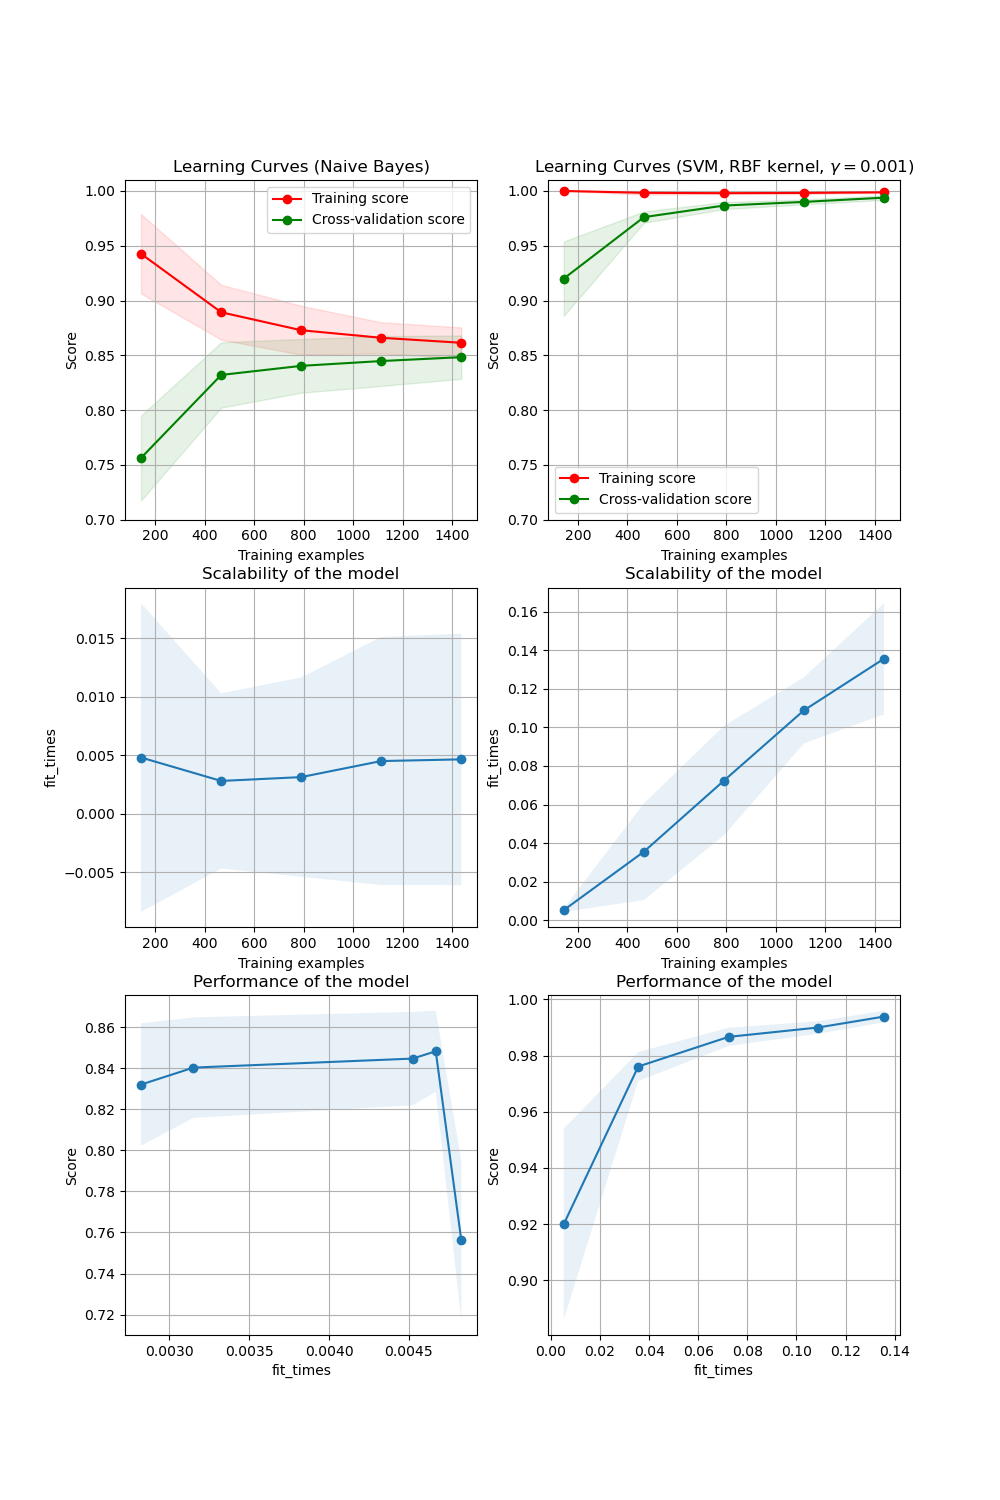 Learning Curves (Naive Bayes)
1.00
0.95
0.90
0.85
0.80
0.75
0.70
Score
Training score
Cross-validation score
200 400 600 800 1000 1200 1400
Training examples
Learning Curves (SVM, RBF kernel, γ = 0.001)
1.00
0.95
0.90
0.85
0.80
0.75
0.70
Score
Training score
Cross-validation score
200 400 600 800 1000 1200 1400
Training examples
Scalability of the model
0.015
0.010
0.005
0.000
−0.005
fit_times
200 400 600 800 1000 1200 1400
Training examples
Scalability of the model
0.16
0.14
0.12
0.10
0.08
0.06
0.04
0.02
0.00
fit_times
200 400 600 800 1000 1200 1400
Training examples
Performance of the model
0.86
0.84
0.82
0.80
0.78
0.76
0.74
0.72
Score
0.0030 0.0035 0.0040 0.0045
fit_times
Performance of the model
1.00
0.98
0.96
0.94
0.92
0.90
Score
0.00 0.02 0.04 0.06 0.08 0.10 0.12 0.14
fit_times